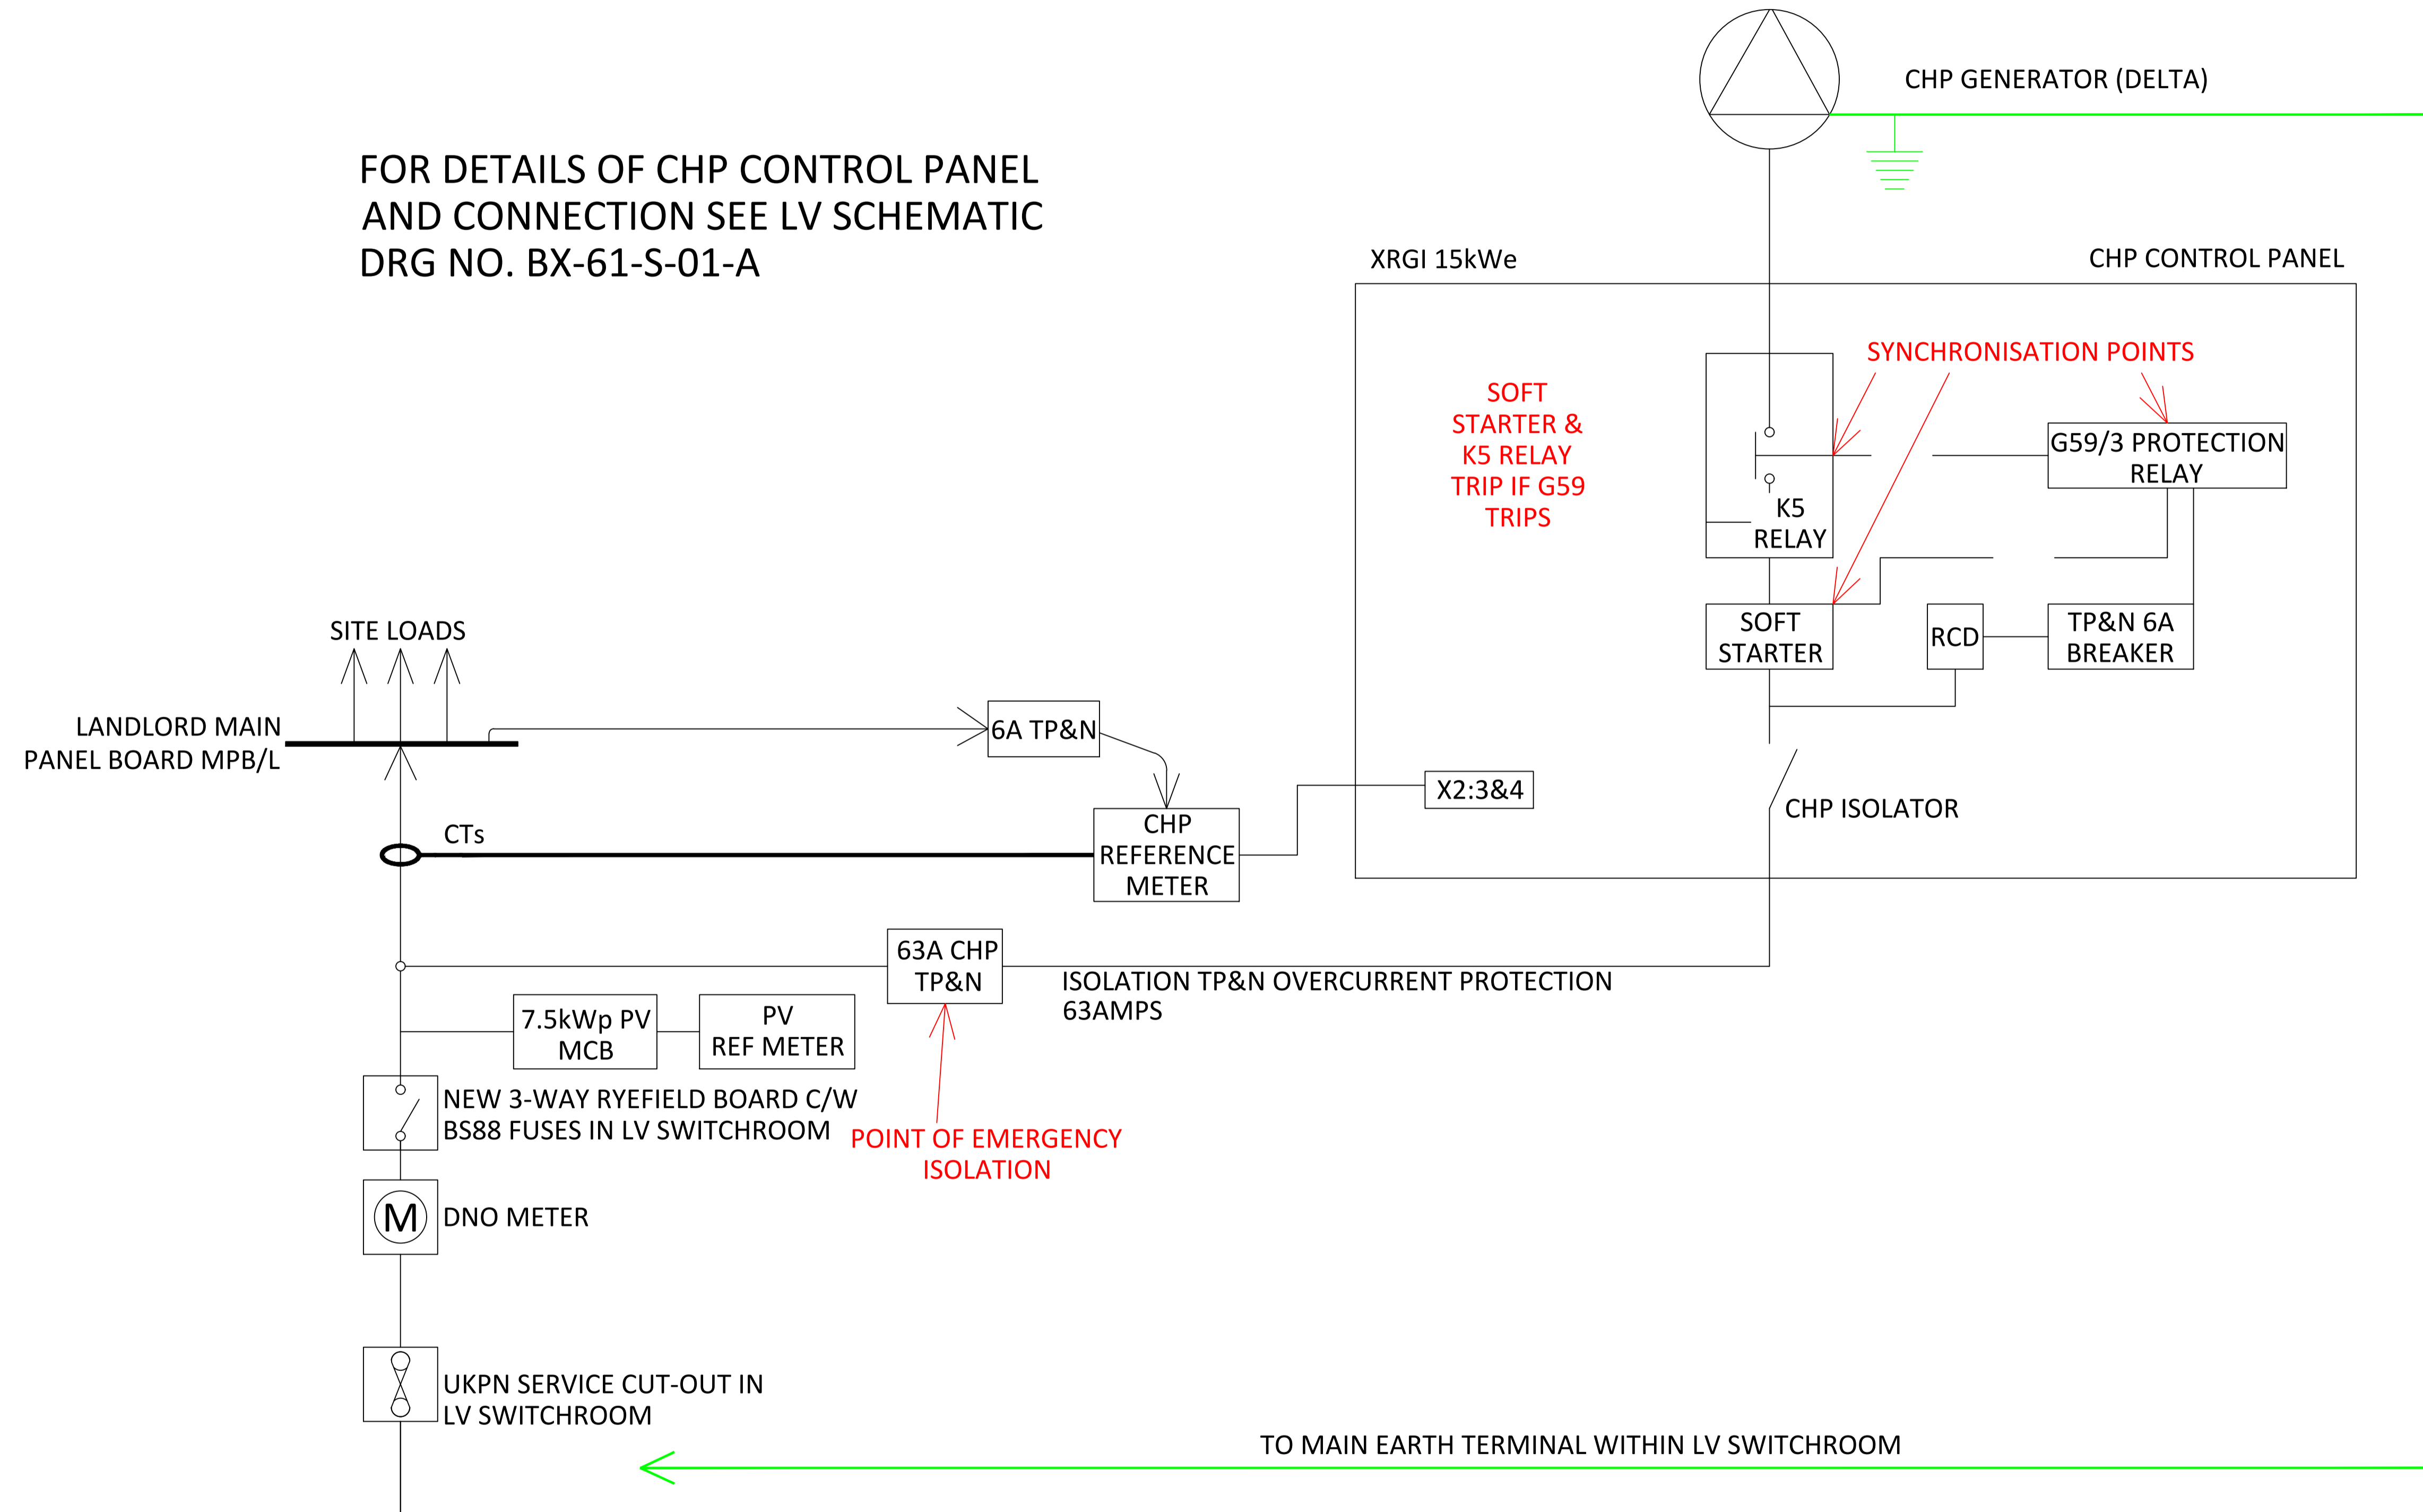 CHP GENERATOR (DELTA)
FOR DETAILS OF CHP CONTROL PANEL
AND CONNECTION SEE LV SCHEMATIC
DRG NO. BX-61-S-01-A
XRGI 15kWe
CHP CONTROL PANEL
SYNCHRONISATION POINTS
SOFT
STARTER &
K5 RELAY
TRIP IF G59
TRIPS
G59/3 PROTECTION
RELAY
K5
RELAY
SOFT
STARTER
RCD
TP&N 6A
BREAKER
SITE LOADS
LANDLORD MAIN
PANEL BOARD MPB/L
6A TP&N
X2:3&4
CHP ISOLATOR
CTs
CHP
REFERENCE
METER
63A CHP
TP&N
ISOLATION TP&N OVERCURRENT PROTECTION
63AMPS
7.5kWp PV
MCB
PV
REF METER
NEW 3-WAY RYEFIELD BOARD C/W
BS88 FUSES IN LV SWITCHROOM
POINT OF EMERGENCY
ISOLATION
M
DNO METER
UKPN SERVICE CUT-OUT IN
LV SWITCHROOM
TO MAIN EARTH TERMINAL WITHIN LV SWITCHROOM